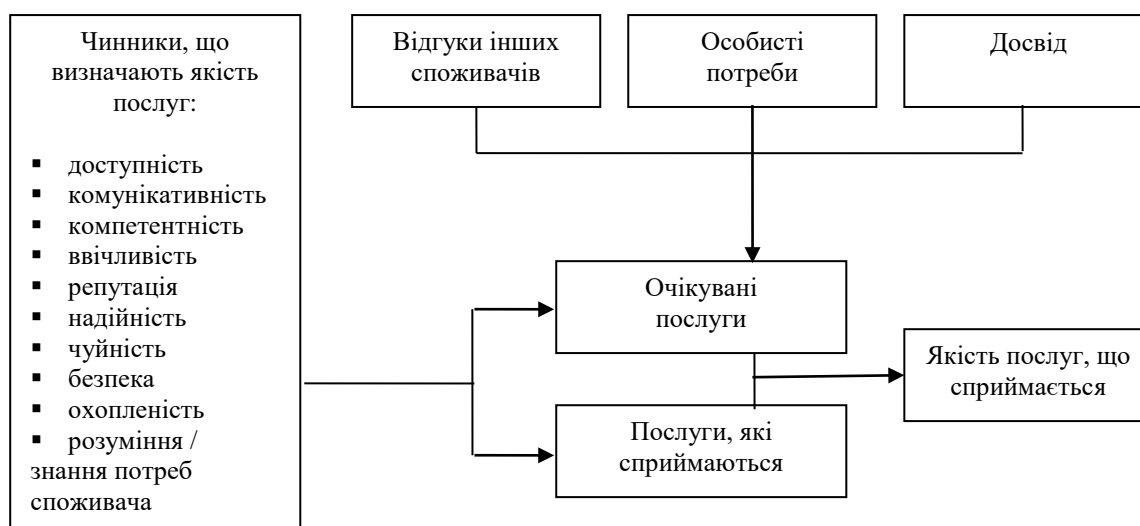 Чинники, що
визначають якість
послуг:
▪ доступність
▪ комунікативність
▪ компетентність
▪ ввічливість
▪ репутація
▪ надійність
▪ чуйність
▪ безпека
▪ охопленість
▪ розуміння /
знання потреб
споживача
Відгуки інших
споживачів
Особисті
потреби
Досвід
Очікувані
послуги
Послуги, які
сприймаються
Якість послуг, що
сприймається